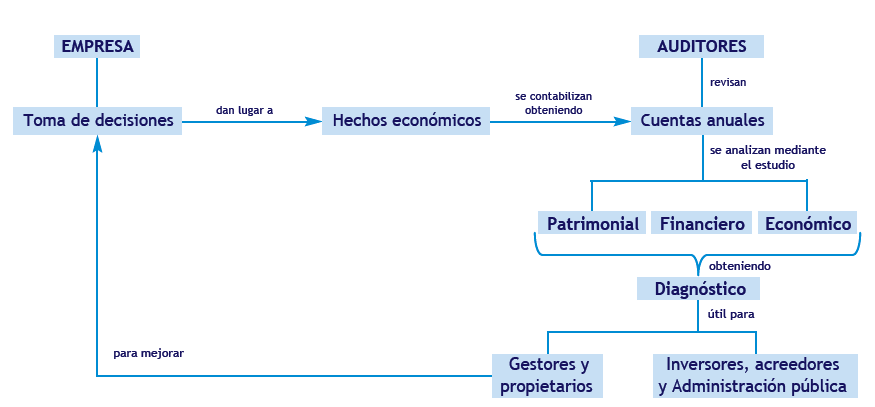 EMPRESA
AUDITORES
revisan
Toma de decisiones
dan lugar a
Hechos económicos
se contabilizan
obteniendo
Cuentas anuales
se analizan mediante
el estudio
Patrimonial
Financiero
Económico
obteniendo
Diagnóstico
útil para
para mejorar
Gestores y
propietarios
Inversores, acreedores
y Administración pública